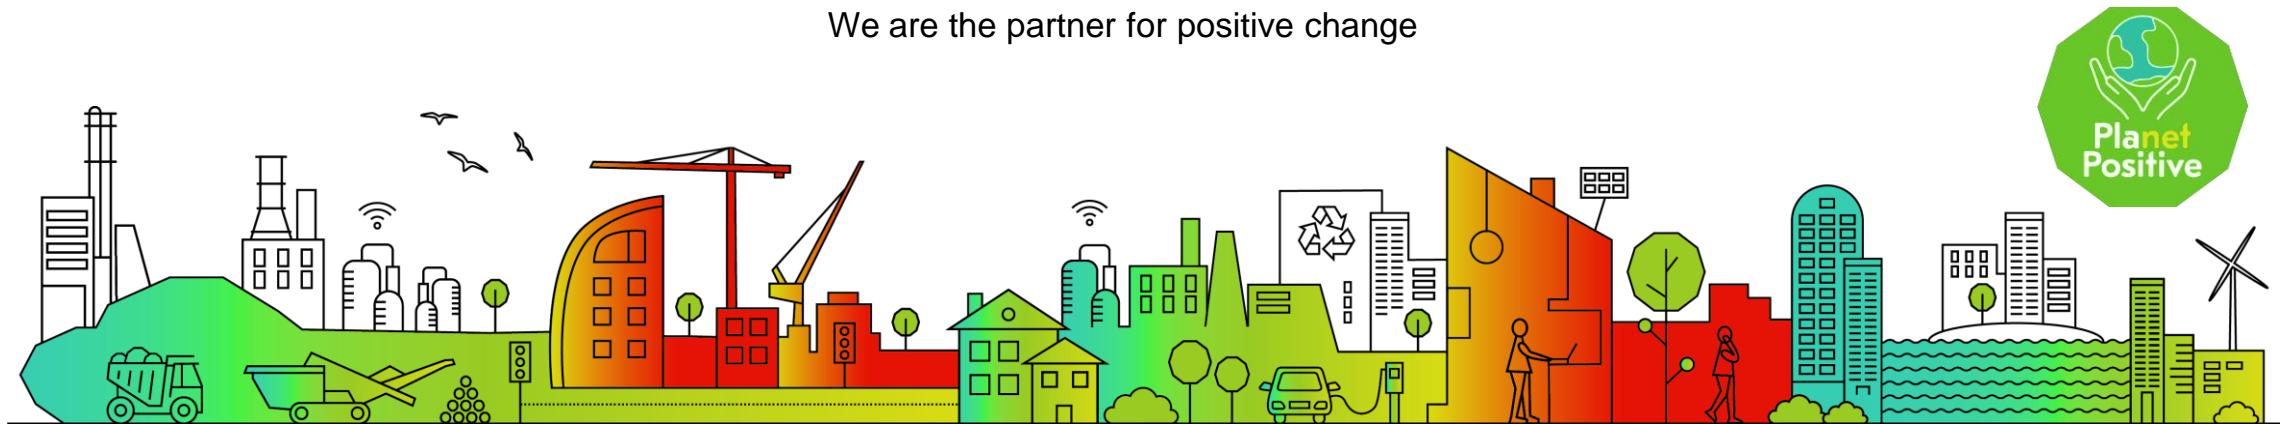 We are the partner for positive change
Planet
Positive